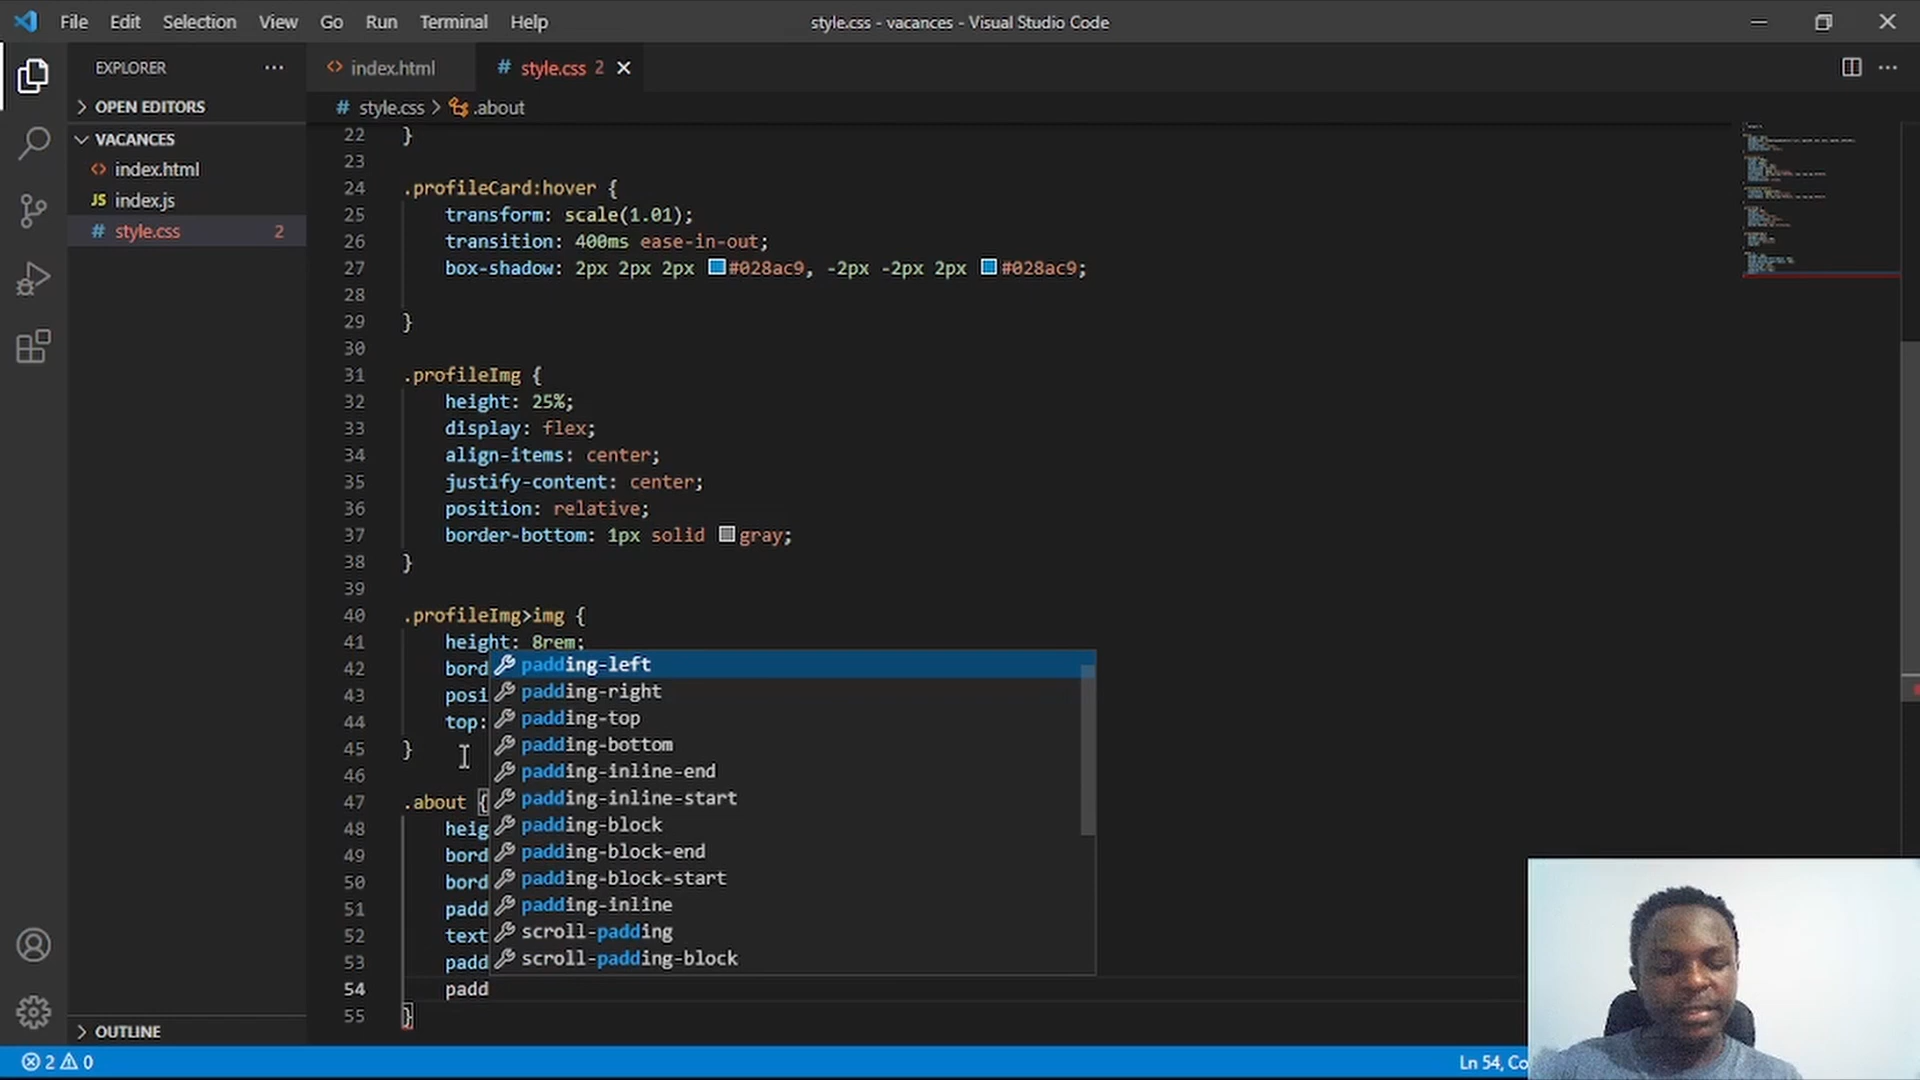 File Edit Selection View Go Run Terminal Help
style.css - vacances - Visual Studio Code
EXPLORER
index.html
style.css 2
OPEN EDITORS
style.css > .about
VACANCES
index.html
JS index.js
style.css 2
22 }
23
24 .profileCard:hover {
25 transform: scale(1.01);
26 transition: 400ms ease-in-out;
27 box-shadow: 2px 2px 2px #028ac9, -2px -2px 2px #028ac9;
28
29 }
30
31 .profileImg {
32 height: 25%;
33 display: flex;
34 align-items: center;
35 justify-content: center;
36 position: relative;
37 border-bottom: 1px solid gray;
38 }
39
40 .profileImg>img {
41 height: 8rem;
42 bord
43 posi
44 top:
45 }
46
47 .about {
48 heig
49 bord
50 bord
51 padd
52 text
53 padd
54 padd
55 }
padding-left
padding-right
padding-top
padding-bottom
padding-inline-end
padding-inline-start
padding-block
padding-block-end
padding-block-start
padding-inline
scroll-padding
scroll-padding-block
OUTLINE
2 0
Ln 54, Co